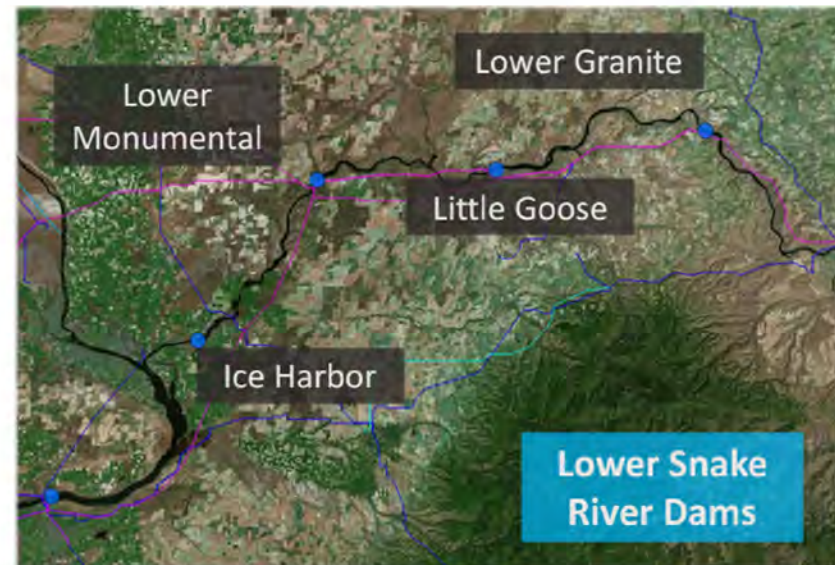 Lower Granite
Lower
Monumental
Little Goose
Ice Harbor
Lower Snake
River Dams